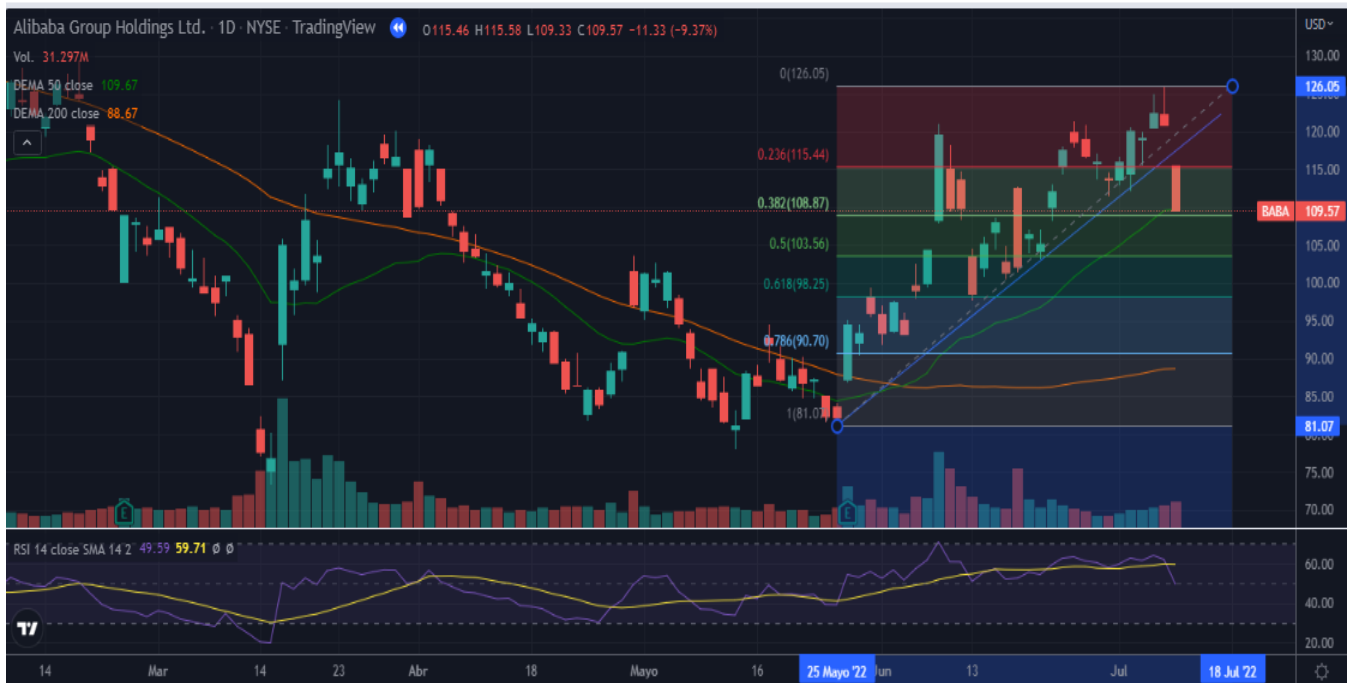 Alibaba Group Holdings Ltd. · 1D · NYSE · TradingView O115.46 H115.58 L109.33 C109.57 −11.33 (−9.37%)
USD
Vol. 31.297M
DEMA 50 close 109.67
DEMA 200 close 88.67
0(126.05)
0.236(115.44)
0.382(108.87)
0.5(103.56)
0.618(98.25)
0.786(90.70)
1(81.07
E
E
130.00
126.05
120.00
115.00
BABA 109.57
105.00
100.00
95.00
90.00
85.00
81.07
75.00
70.00
RSI 14 close SMA 14 2 49.59 59.71 Ø Ø
60.00
40.00
20.00
14 Mar 14 23 Abr 18 Mayo 16 25 Mayo '22 Jun 13 Jul 18 Jul '22